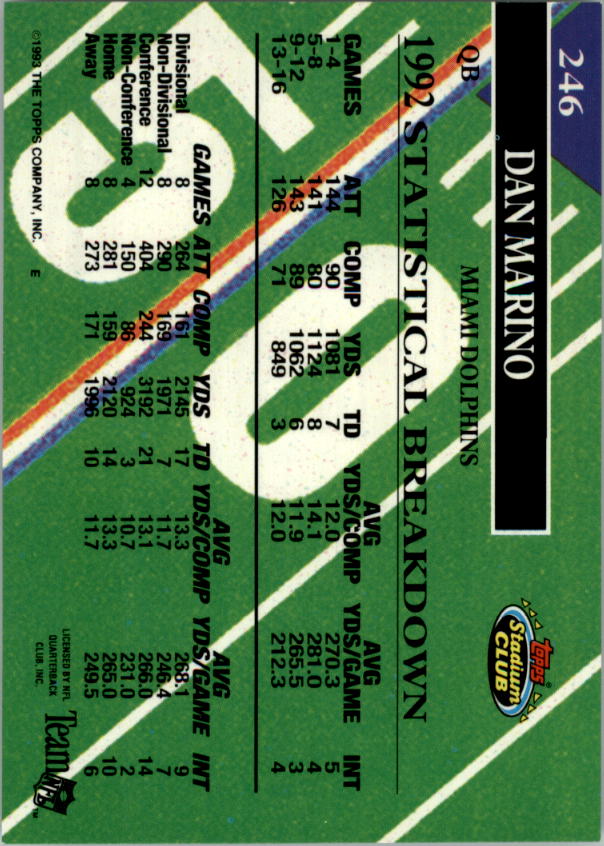 246
DAN MARINO
QB MIAMI DOLPHINS
Topps®
Stadium
CLUB
1992 STATISTICAL BREAKDOWN
GAMES ATT COMP YDS TD AVG YDS/COMP AVG YDS/GAME INT
1-4 144 90 1081 7 12.0 270.3 5
5-8 141 80 1124 8 14.1 281.0 4
9-12 143 89 1062 6 11.9 265.5 3
13-16 126 71 849 3 12.0 212.3 4
GAMES ATT COMP YDS TD AVG YDS/COMP AVG YDS/GAME INT
Divisional 8 264 161 2145 17 13.3 268.1 9
Non-Divisional 8 290 169 1971 7 11.7 246.4 7
Conference 12 404 244 3192 21 13.1 266.0 14
Non-Conference 4 150 86 924 3 10.7 231.0 2
Home 8 281 159 2120 14 13.3 265.0 10
Away 8 273 171 1996 10 11.7 249.5 6
©1993 THE TOPPS COMPANY, INC. E
LICENSED BY NFL
QUARTERBACK
CLUB, INC.
Team NFL™
50